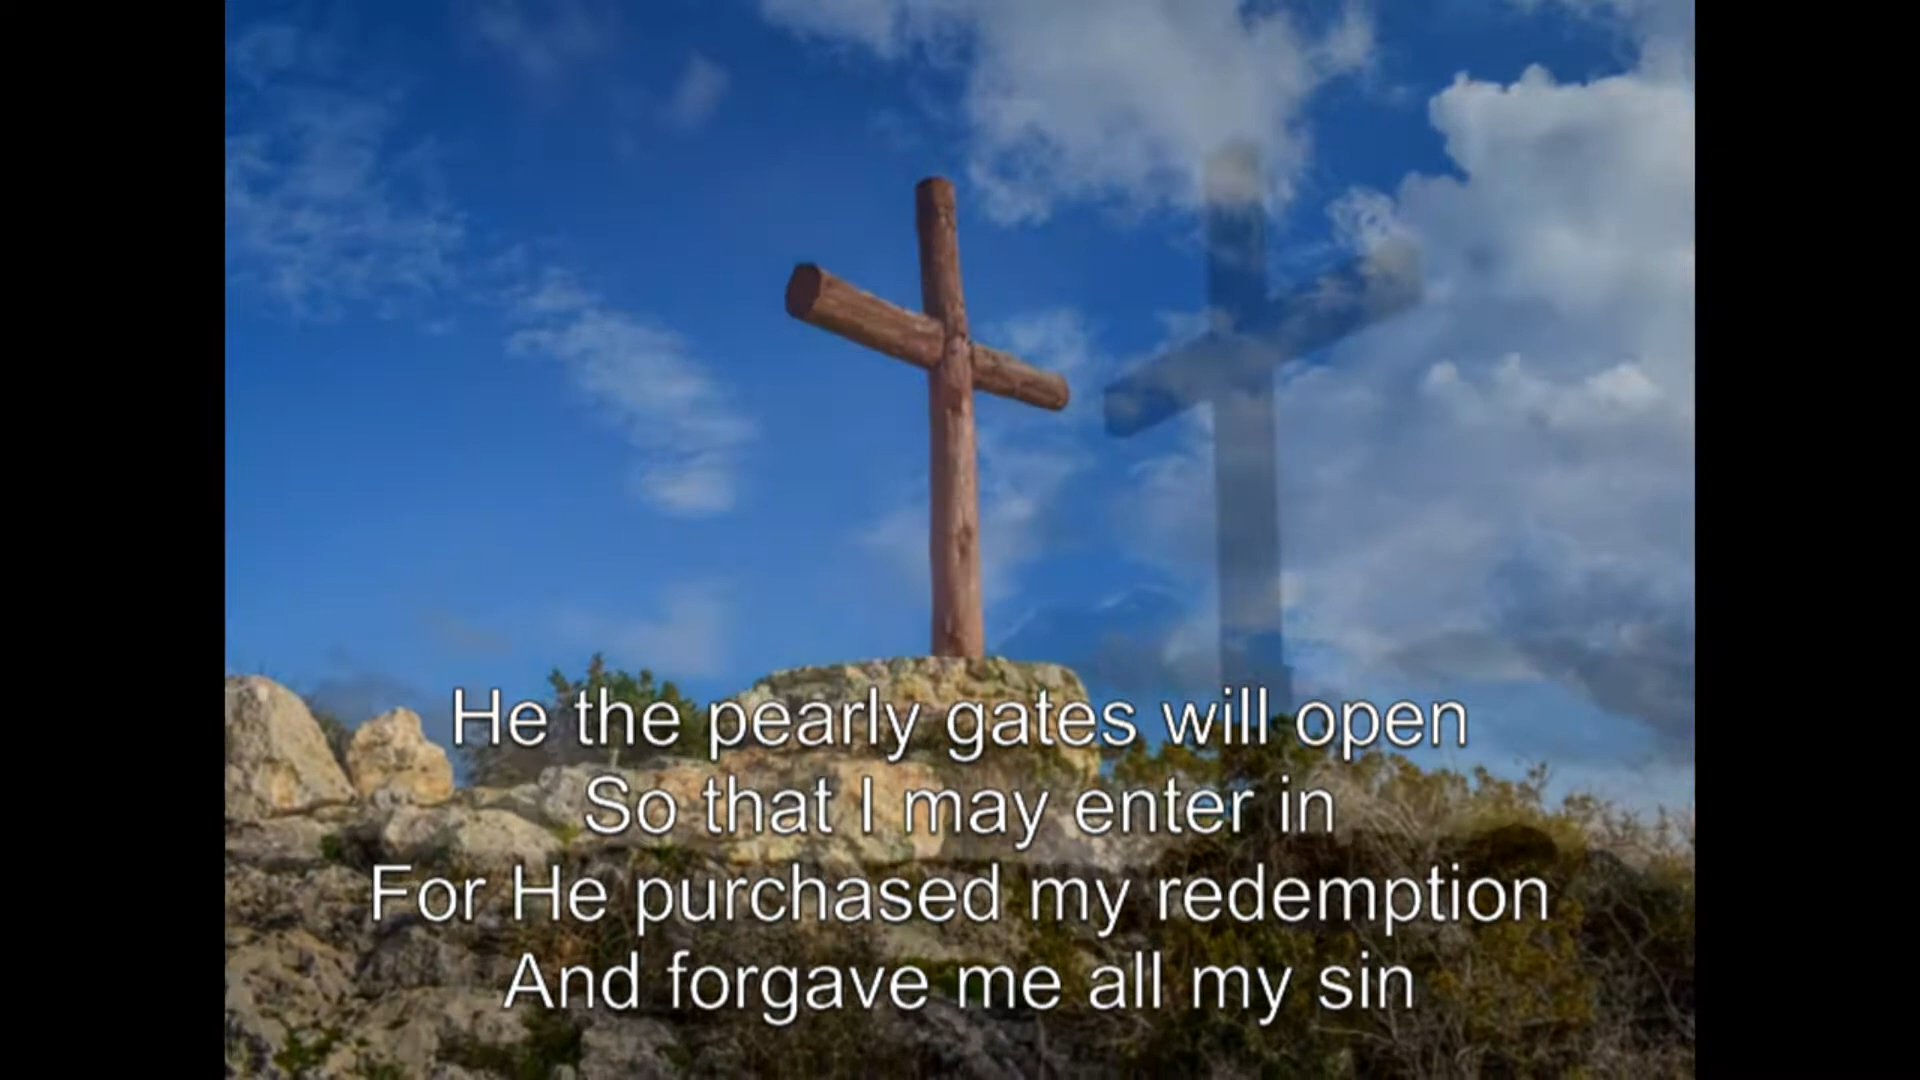 He the pearly gates will open
So that I may enter in
For He purchased my redemption
And forgave me all my sin